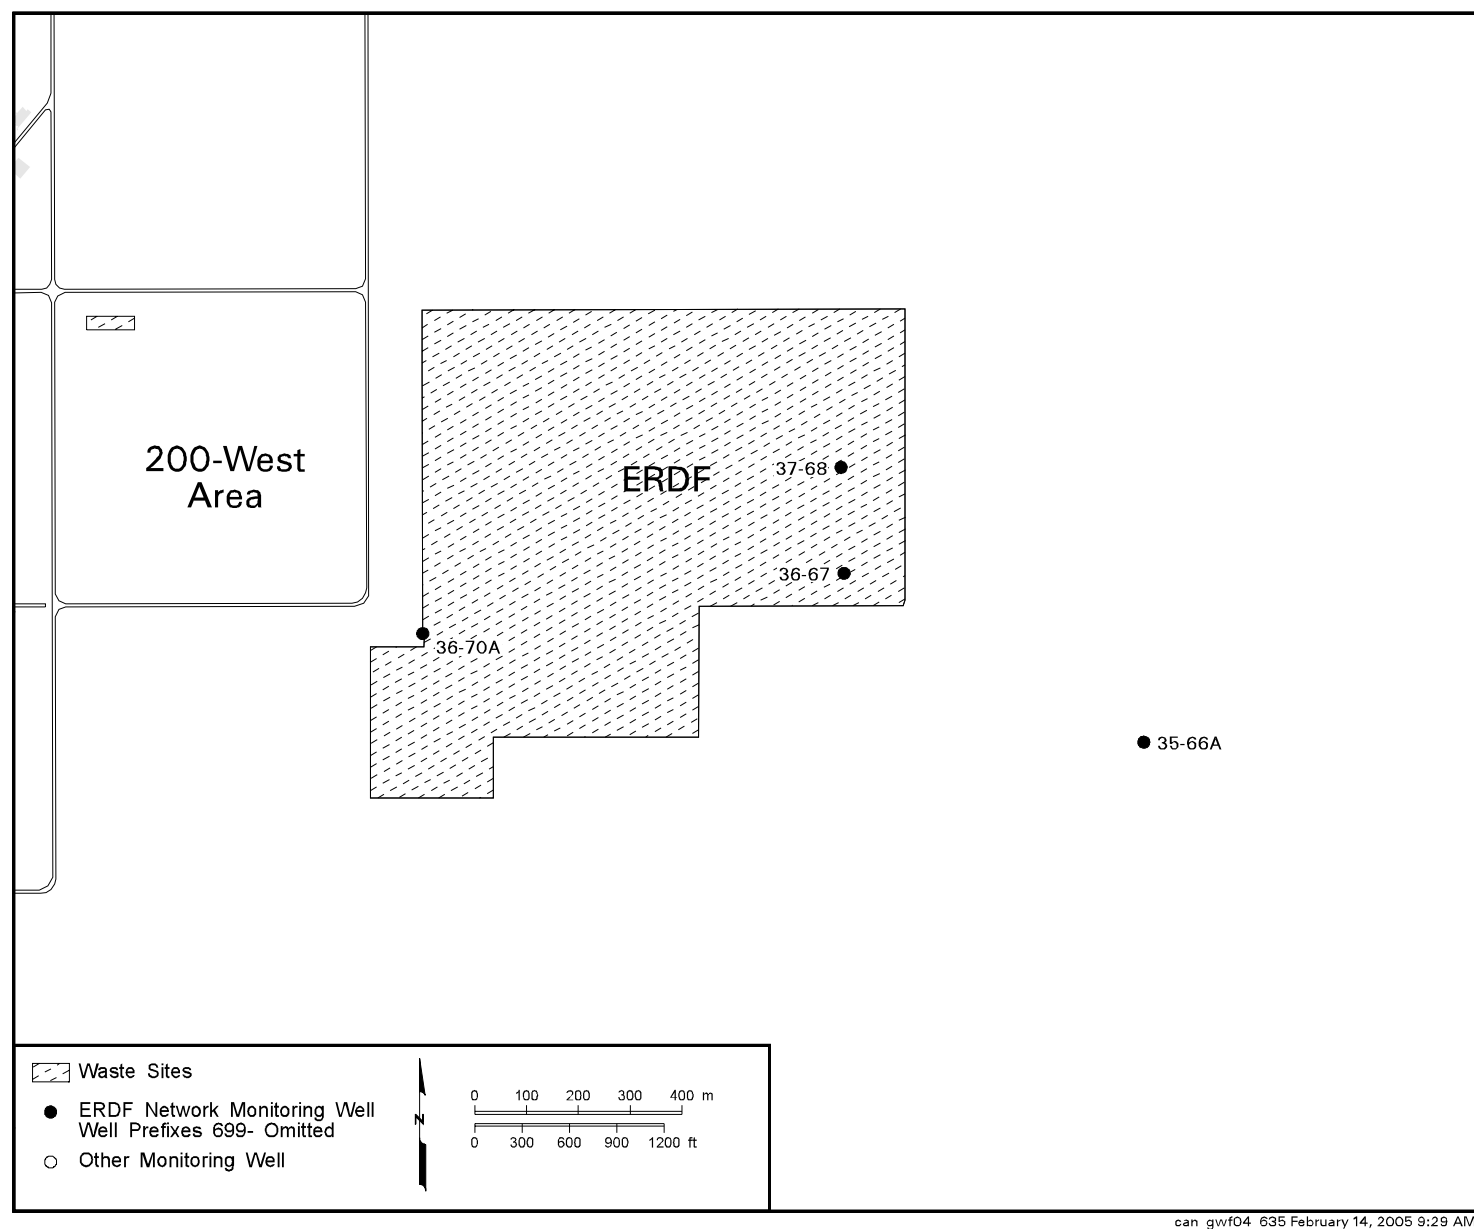 200-West
Area
ERDF
37-68
36-67
36-70A
35-66A
Waste Sites
ERDF Network Monitoring Well
Well Prefixes 699- Omitted
Other Monitoring Well
N
0 100 200 300 400 m
0 300 600 900 1200 ft
can_gwf04_635 February 14, 2005 9:29 AM